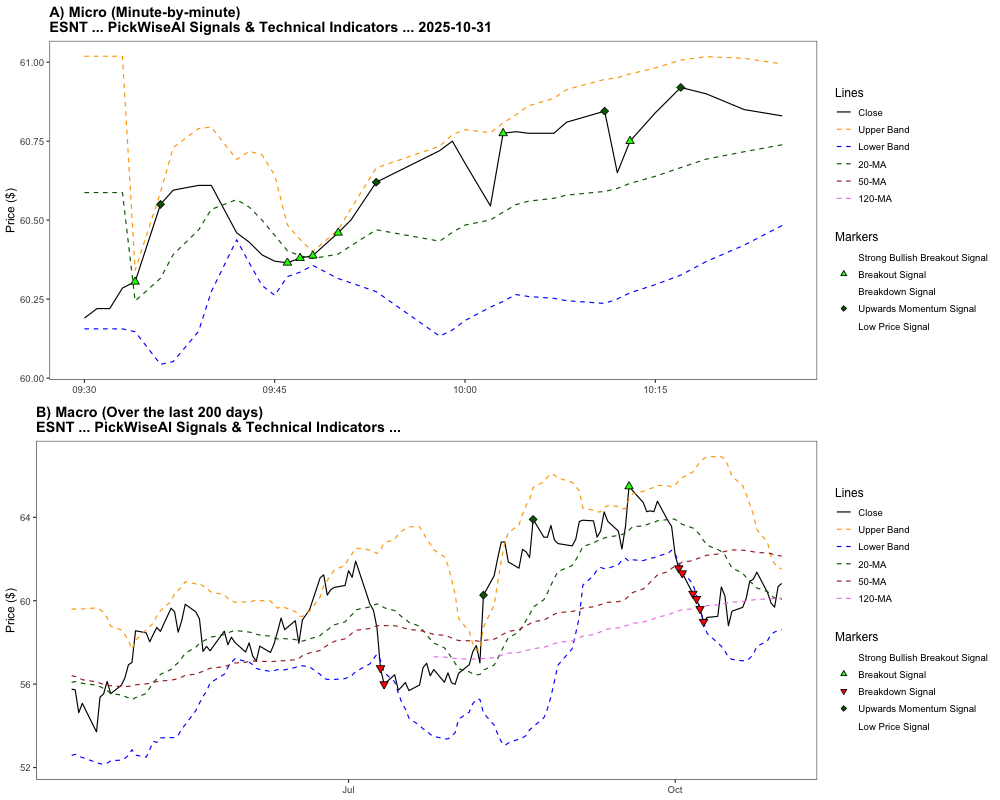 A) Micro (Minute-by-minute)
ESNT ... PickWiseAI Signals & Technical Indicators ... 2025-10-31
61.00
60.75
60.50
60.25
60.00
Price ($)
09:30
09:45
10:00
10:15
Lines
Close
Upper Band
Lower Band
20-MA
50-MA
120-MA
Markers
Strong Bullish Breakout Signal
Breakout Signal
Breakdown Signal
Upwards Momentum Signal
Low Price Signal
B) Macro (Over the last 200 days)
ESNT ... PickWiseAI Signals & Technical Indicators ...
64
60
56
52
Price ($)
Jul
Oct
Lines
Close
Upper Band
Lower Band
20-MA
50-MA
120-MA
Markers
Strong Bullish Breakout Signal
Breakout Signal
Breakdown Signal
Upwards Momentum Signal
Low Price Signal